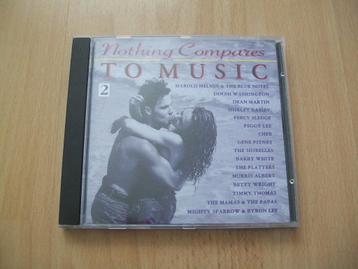 Nothing Compares
TO MUSIC
2
HAROLD MELVIN & THE BLUE NOTES
DINAH WASHINGTON
DEAN MARTIN
SHIRLEY BASSEY
PERCY SLEDGE
PEGGY LEE
CHER
GENE PITNEY
THE SHIRELLES
BARRY WHITE
THE PLATTERS
MORRIS ALBERT
BETTY WRIGHT
TIMMY THOMAS
THE MAMAS & THE PAPAS
MIGHTY SPARROW & BYRON LEE